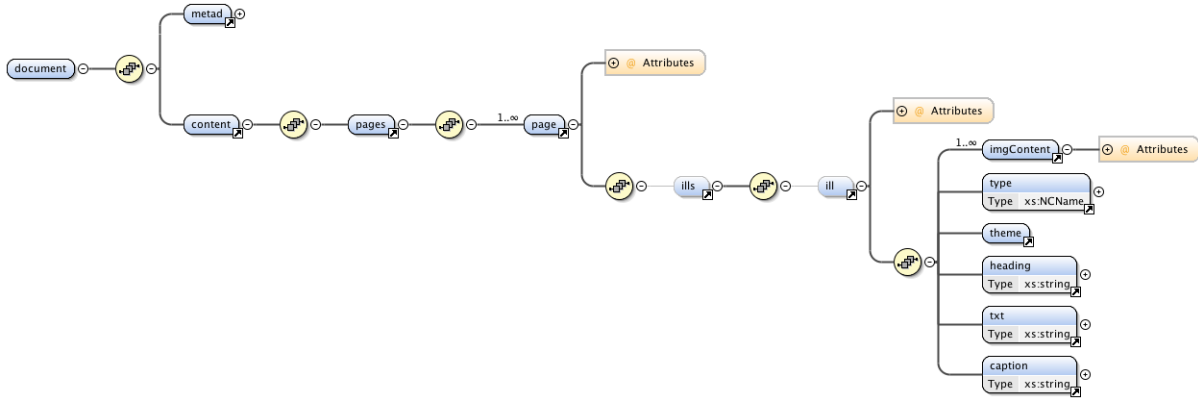 metad
document
@ Attributes
content
pages
1..∞
page
@ Attributes
1..∞
imgContent
@ Attributes
type
Type xs:NCName
ills
ill
theme
heading
Type xs:string
txt
Type xs:string
caption
Type xs:string